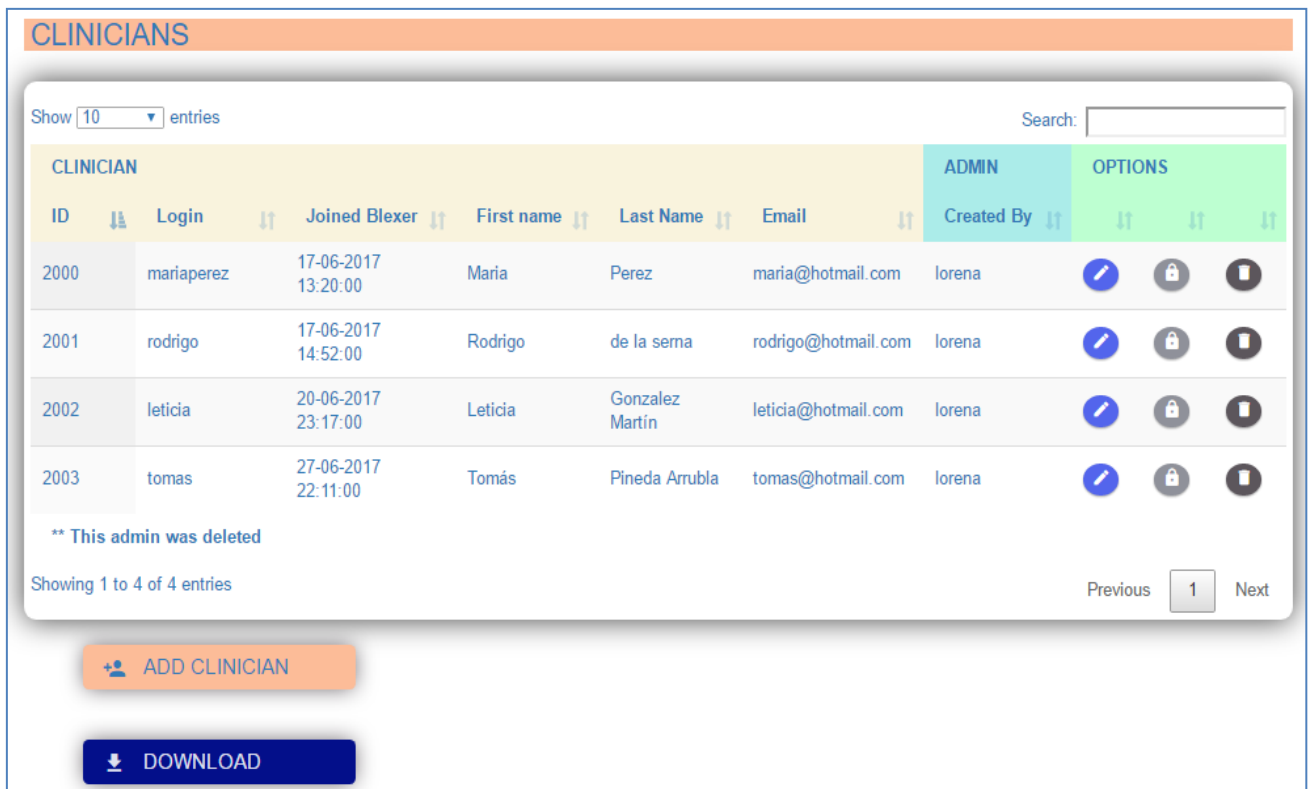 CLINICIANS
Show 10 entries
Search:
CLINICIAN ADMIN OPTIONS
ID Login Joined Blexer First name Last Name Email Created By
2000 mariaperez 17-06-2017 13:20:00 Maria Perez maria@hotmail.com lorena
2001 rodrigo 17-06-2017 14:52:00 Rodrigo de la serna rodrigo@hotmail.com lorena
2002 leticia 20-06-2017 23:17:00 Leticia Gonzalez Martín leticia@hotmail.com lorena
2003 tomas 27-06-2017 22:11:00 Tomás Pineda Arrubla tomas@hotmail.com lorena
** This admin was deleted
Showing 1 to 4 of 4 entries
Previous 1 Next
ADD CLINICIAN
DOWNLOAD